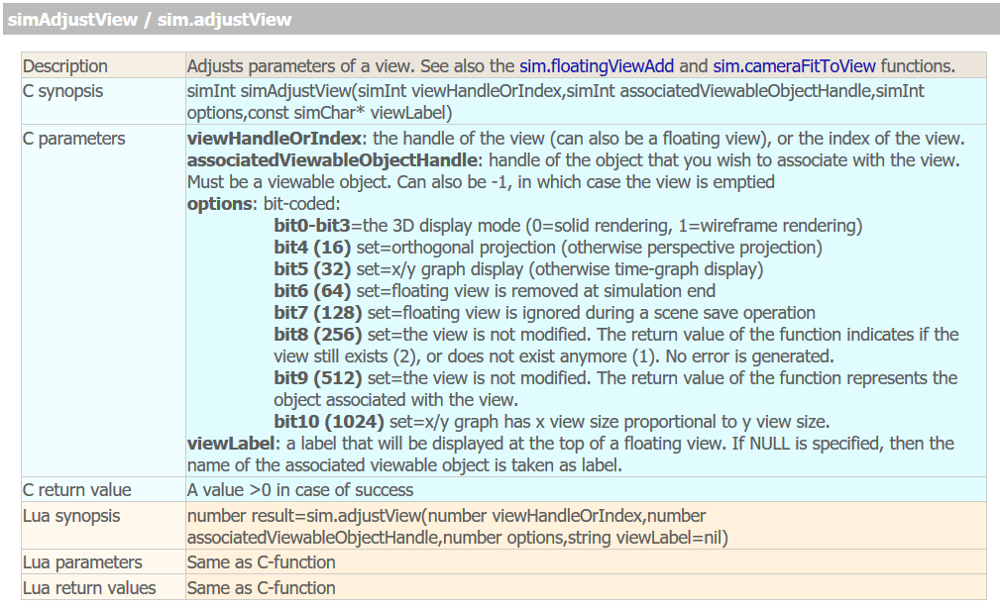 simAdjustView / sim.adjustView
Description
Adjusts parameters of a view. See also the sim.floatingViewAdd and sim.cameraFitToView functions.
C synopsis
simInt simAdjustView(simInt viewHandleOrIndex,simInt associatedViewableObjectHandle,simInt
options,const simChar* viewLabel)
C parameters
viewHandleOrIndex: the handle of the view (can also be a floating view), or the index of the view.
associatedViewableObjectHandle: handle of the object that you wish to associate with the view.
Must be a viewable object. Can also be -1, in which case the view is emptied
options: bit-coded:
bit0-bit3=the 3D display mode (0=solid rendering, 1=wireframe rendering)
bit4 (16) set=orthogonal projection (otherwise perspective projection)
bit5 (32) set=x/y graph display (otherwise time-graph display)
bit6 (64) set=floating view is removed at simulation end
bit7 (128) set=floating view is ignored during a scene save operation
bit8 (256) set=the view is not modified. The return value of the function indicates if the
view still exists (2), or does not exist anymore (1). No error is generated.
bit9 (512) set=the view is not modified. The return value of the function represents the
object associated with the view.
bit10 (1024) set=x/y graph has x view size proportional to y view size.
viewLabel: a label that will be displayed at the top of a floating view. If NULL is specified, then the
name of the associated viewable object is taken as label.
C return value
A value >0 in case of success
Lua synopsis
number result=sim.adjustView(number viewHandleOrIndex,number
associatedViewableObjectHandle,number options,string viewLabel=nil)
Lua parameters
Same as C-function
Lua return values
Same as C-function